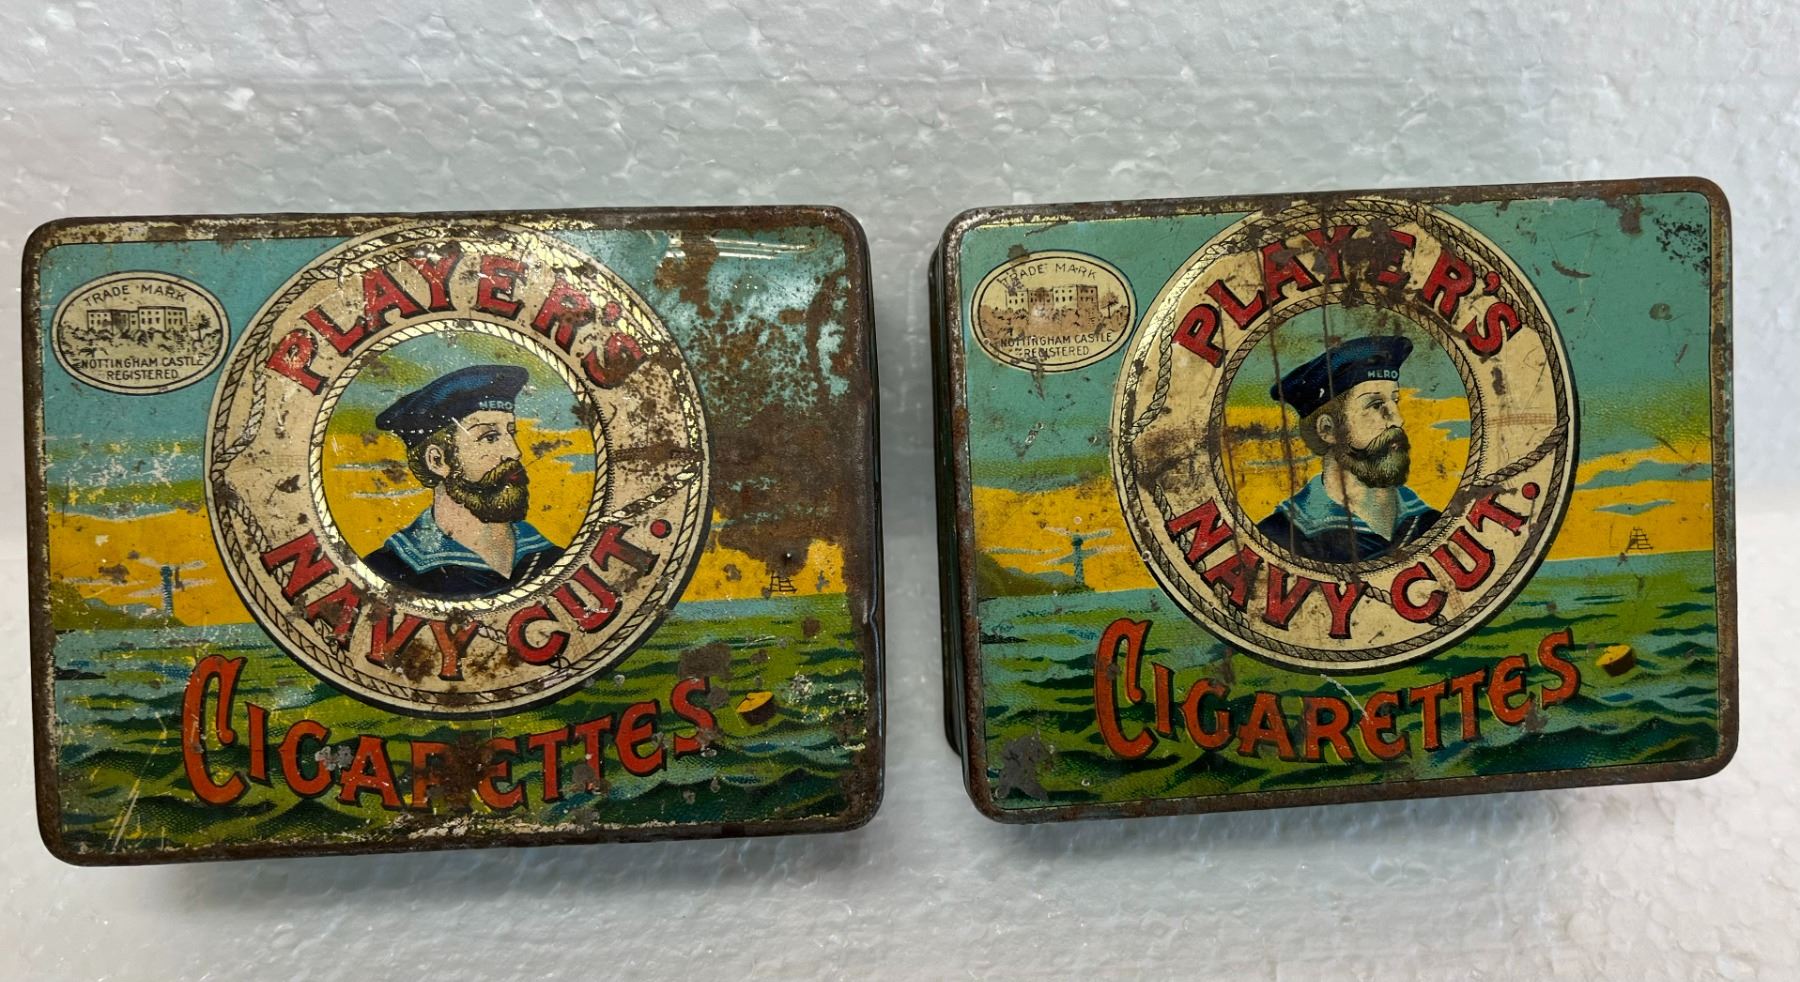 TRADE MARK
NOTTINGHAM CASTLE
REGISTERED
PLAYER'S
HERO
NAVY CUT.
CIGARETTES
TRADE MARK
NOTTINGHAM CASTLE
REGISTERED
PLAYER'S
HERO
NAVY CUT.
CIGARETTES